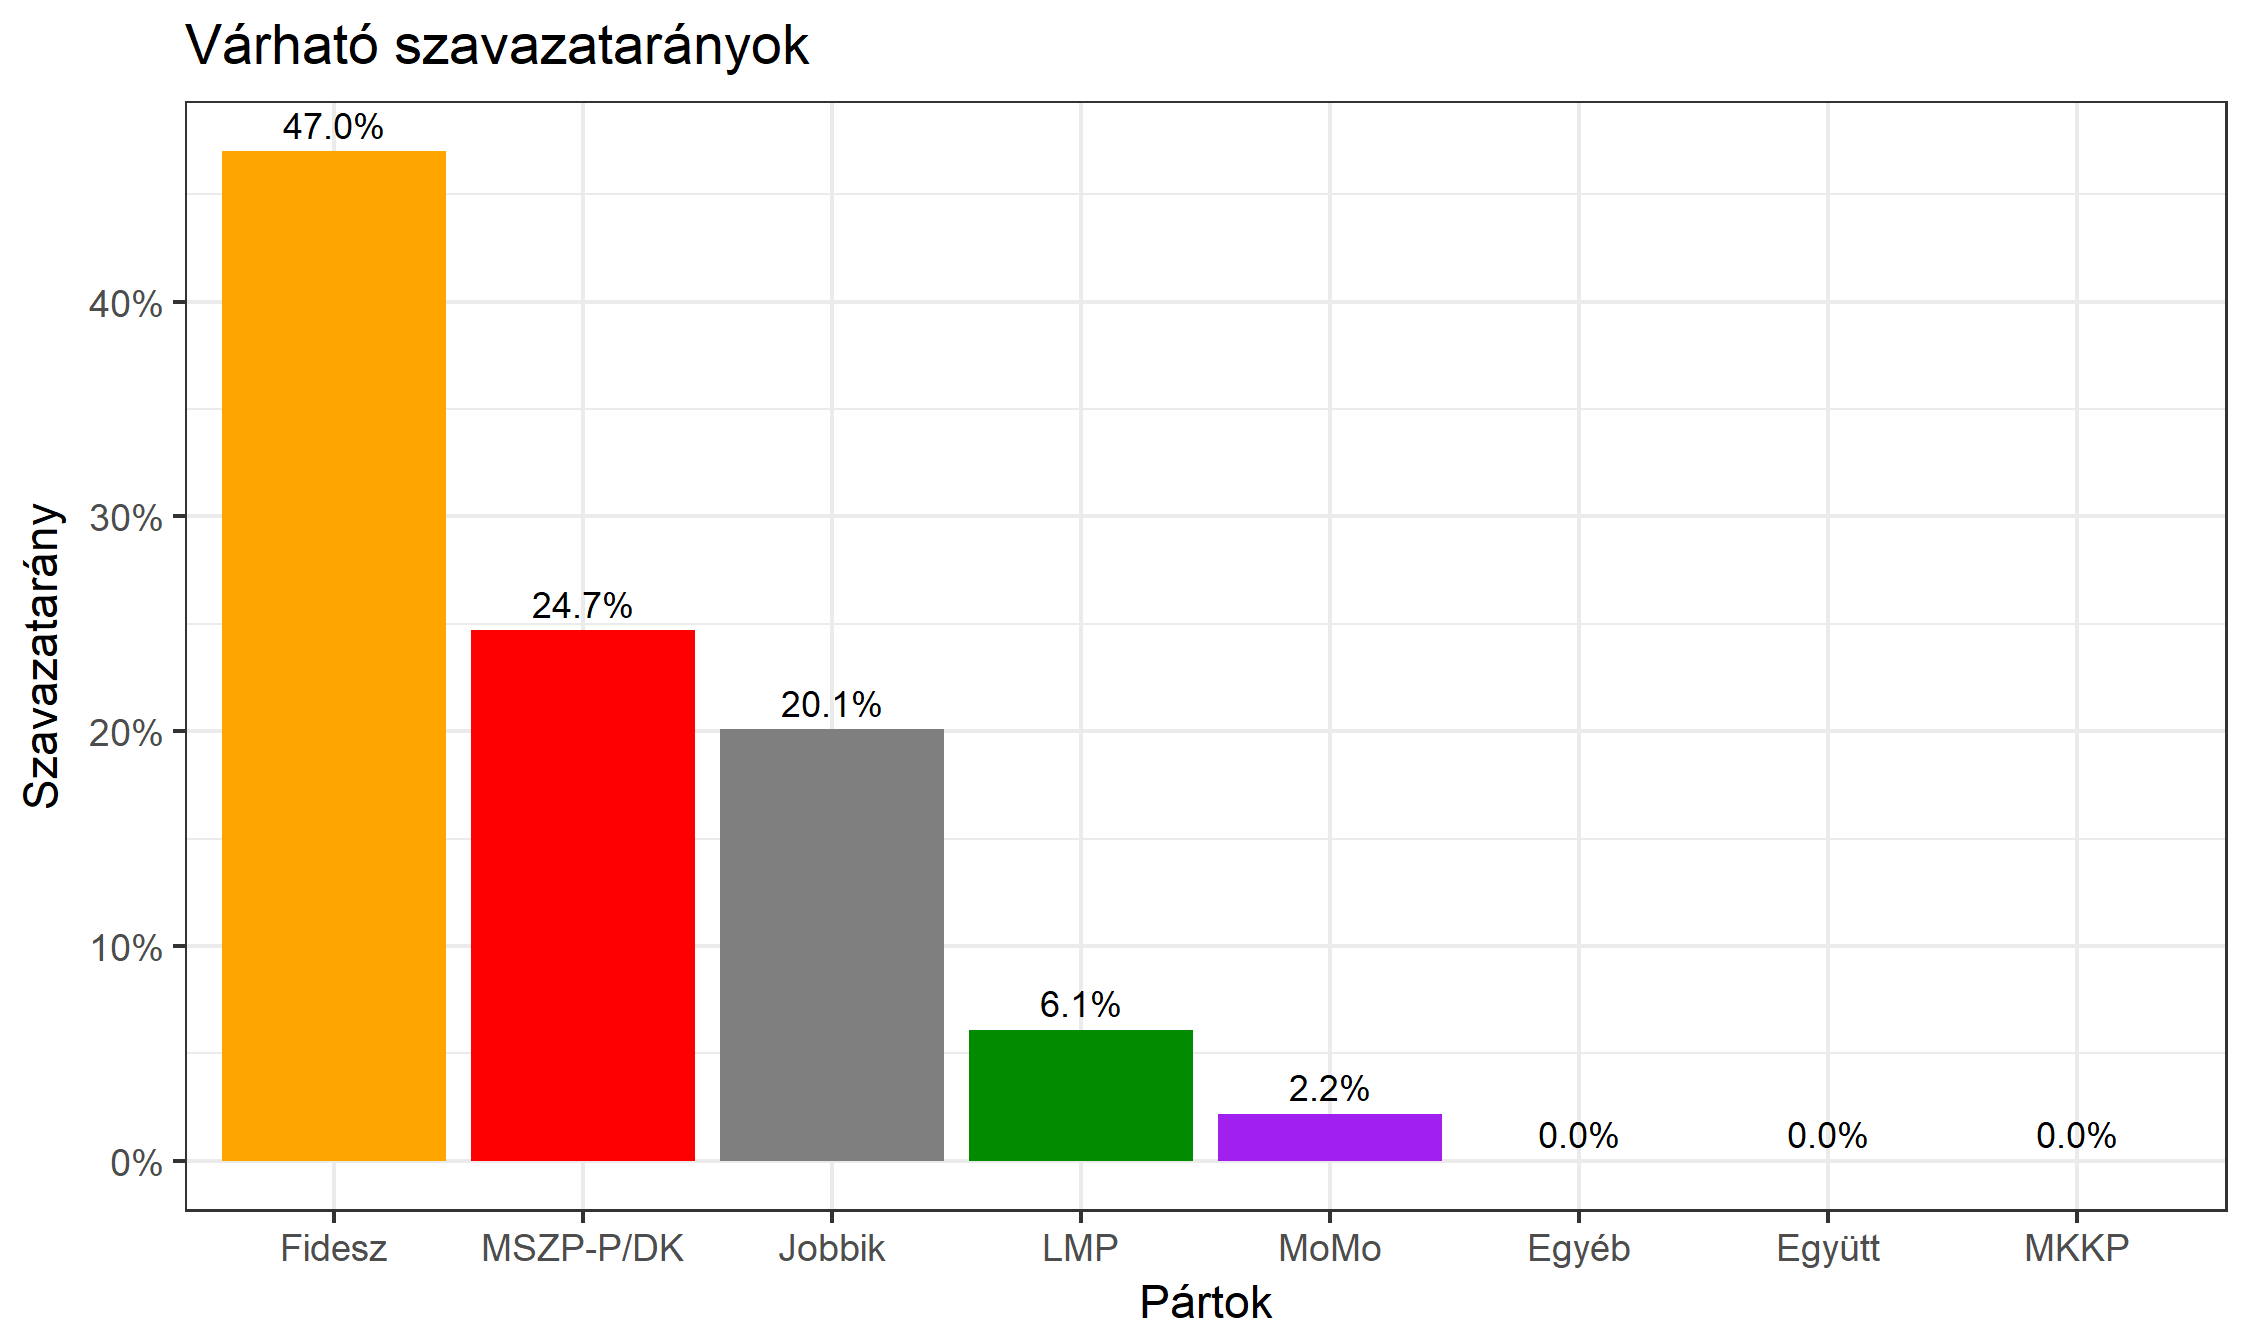 Várható szavazatarányok
47.0%
24.7%
20.1%
6.1%
2.2%
0.0%
0.0%
0.0%
40%
30%
20%
10%
0%
Szavazatarány
Fidesz
MSZP-P/DK
Jobbik
LMP
MoMo
Egyéb
Együtt
MKKP
Pártok